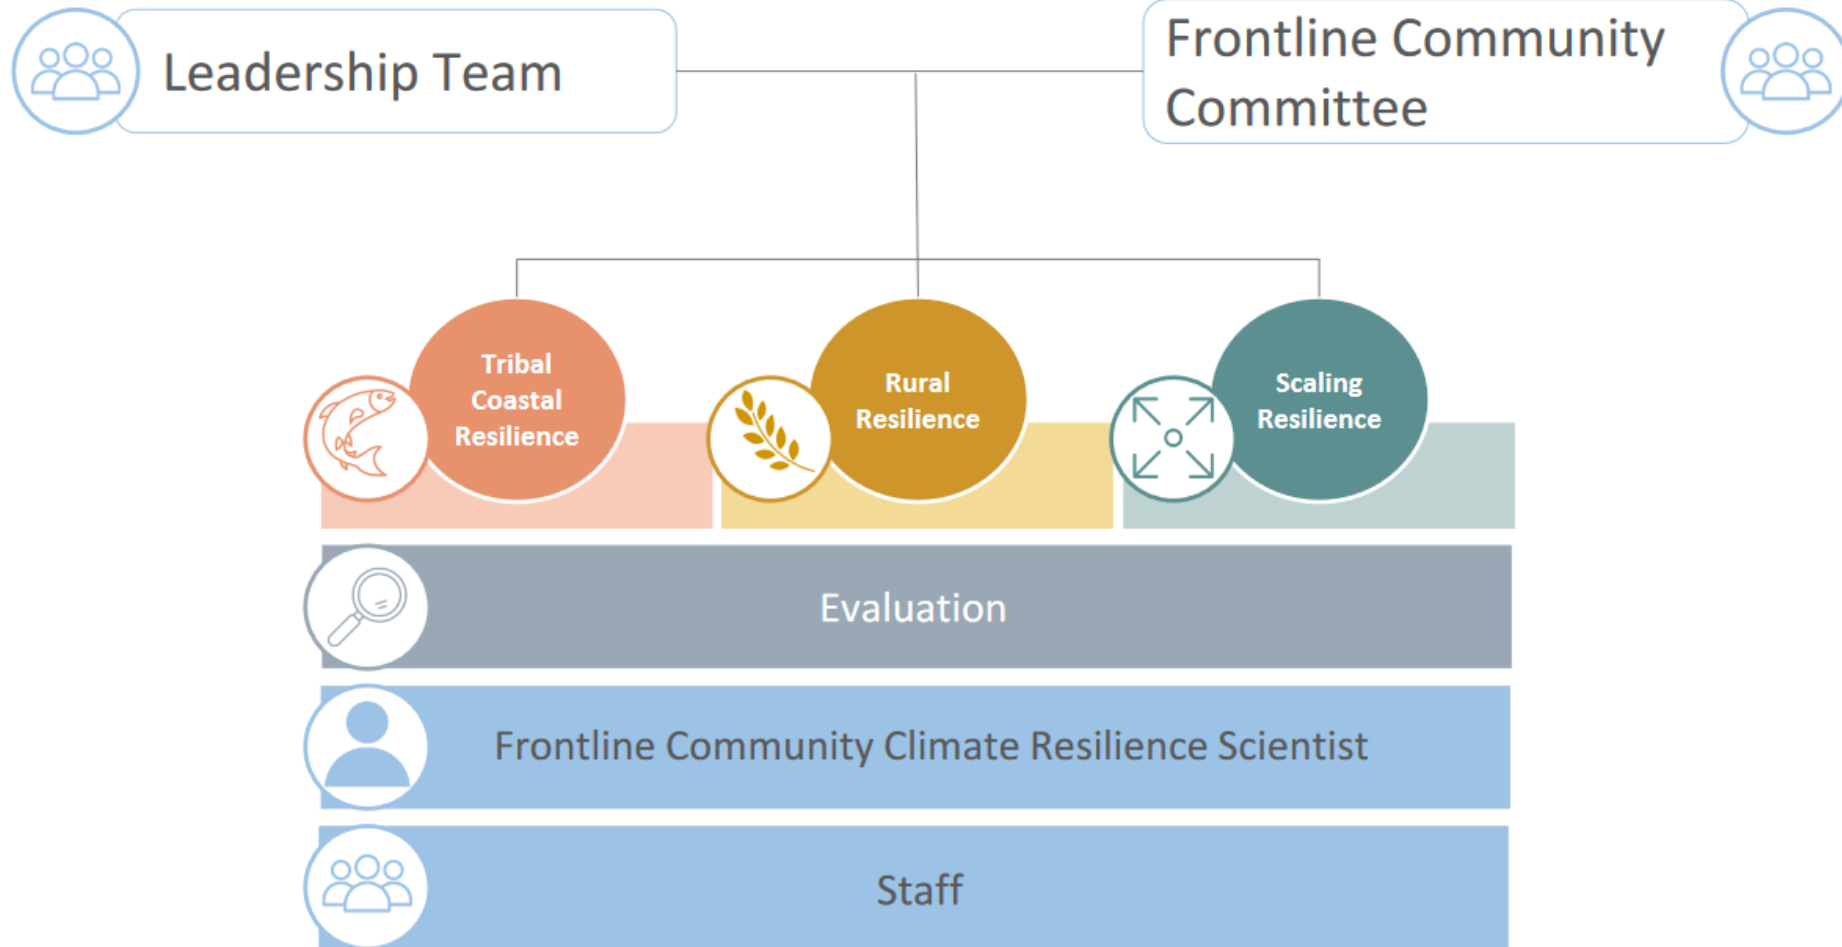 Leadership Team
Frontline Community
Committee
Tribal
Coastal
Resilience
Rural
Resilience
Scaling
Resilience
Evaluation
Frontline Community Climate Resilience Scientist
Staff